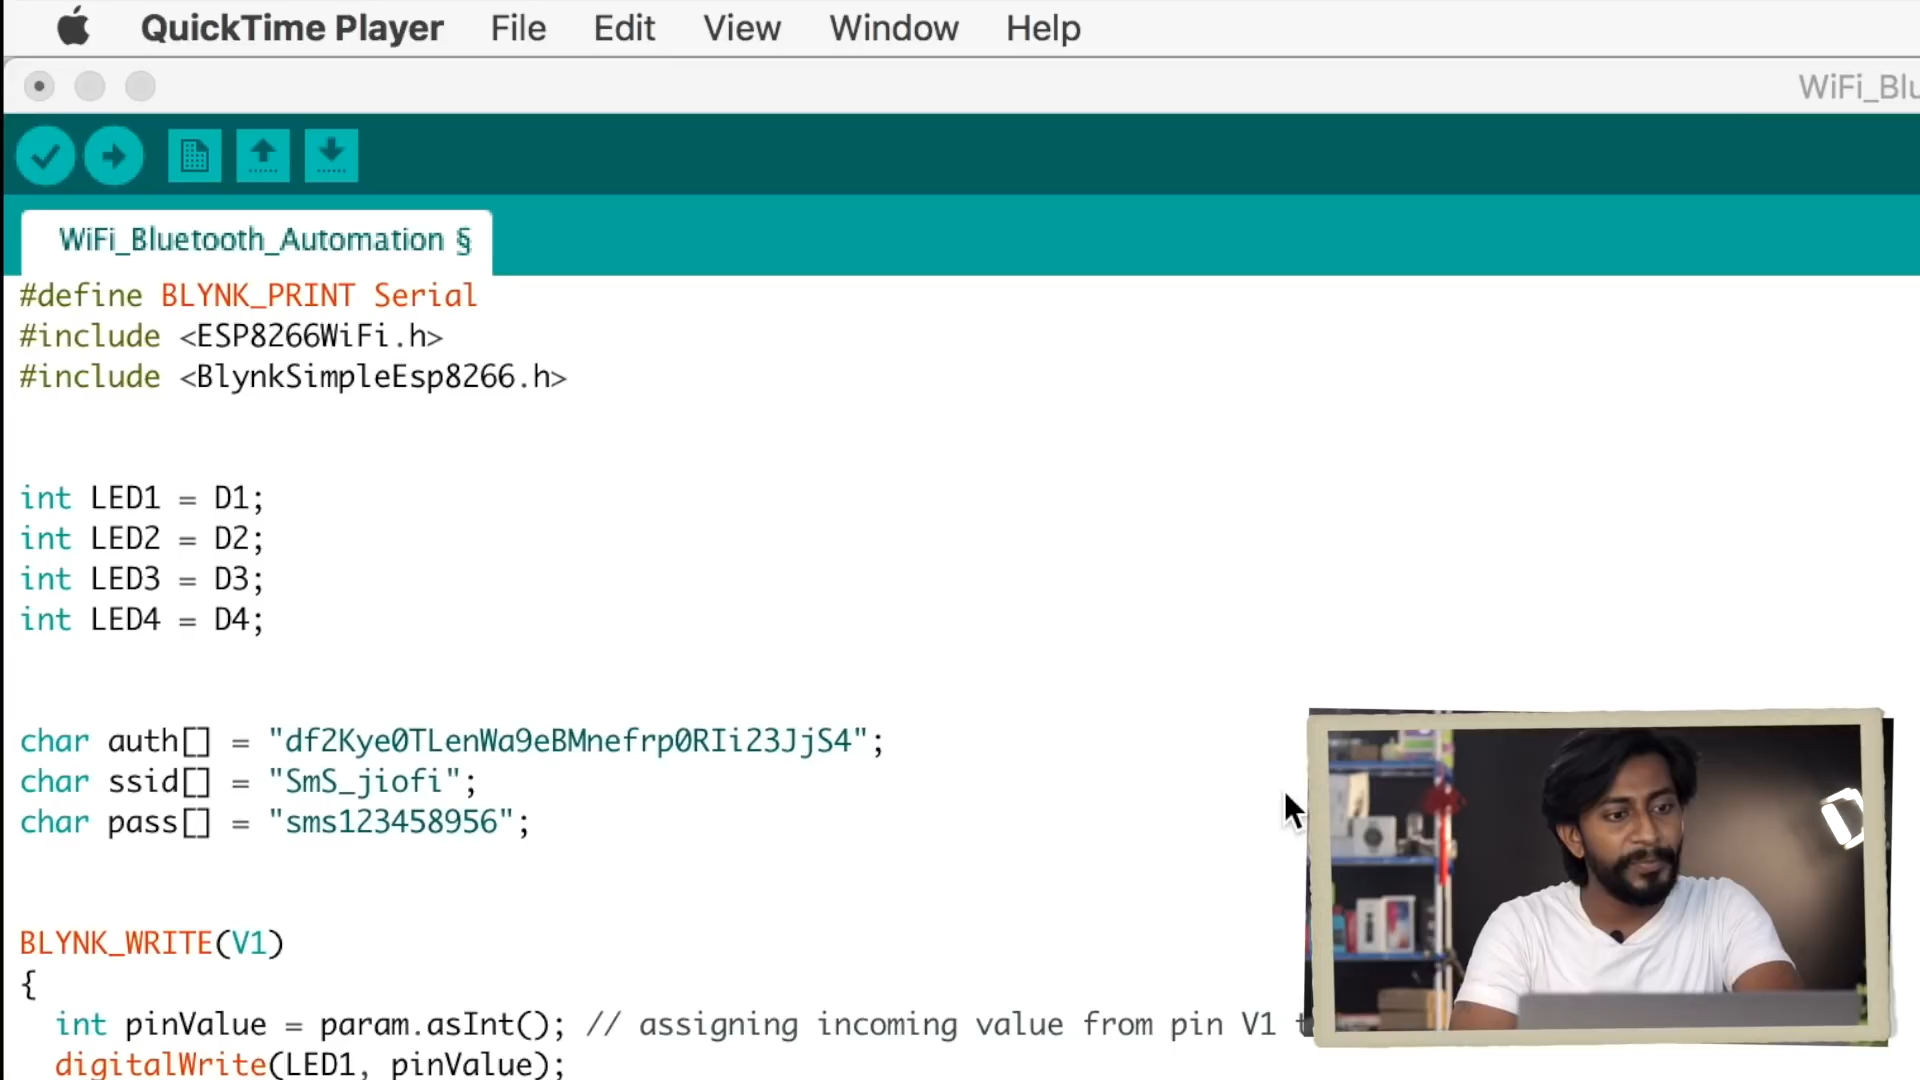 QuickTime Player File Edit View Window Help
WiFi_Blu
WiFi_Bluetooth_Automation §
#define BLYNK_PRINT Serial
#include <ESP8266WiFi.h>
#include <BlynkSimpleEsp8266.h>
int LED1 = D1;
int LED2 = D2;
int LED3 = D3;
int LED4 = D4;
char auth[] = "df2Kye0TLenWa9eBMnefrp0RIi23JjS4";
char ssid[] = "SmS_jiofi";
char pass[] = "sms123458956";
BLYNK_WRITE(V1)
{
int pinValue = param.asInt(); // assigning incoming value from pin V1 t
digitalWrite(LED1, pinValue);
D